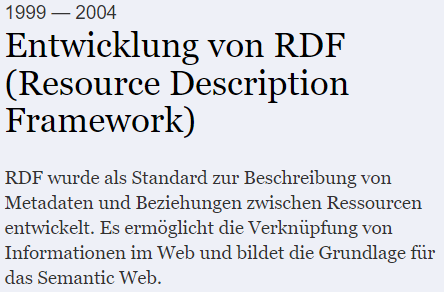 1999 — 2004
Entwicklung von RDF
(Resource Description
Framework)
RDF wurde als Standard zur Beschreibung von
Metadaten und Beziehungen zwischen Ressourcen
entwickelt. Es ermöglicht die Verknüpfung von
Informationen im Web und bildet die Grundlage für
das Semantic Web.